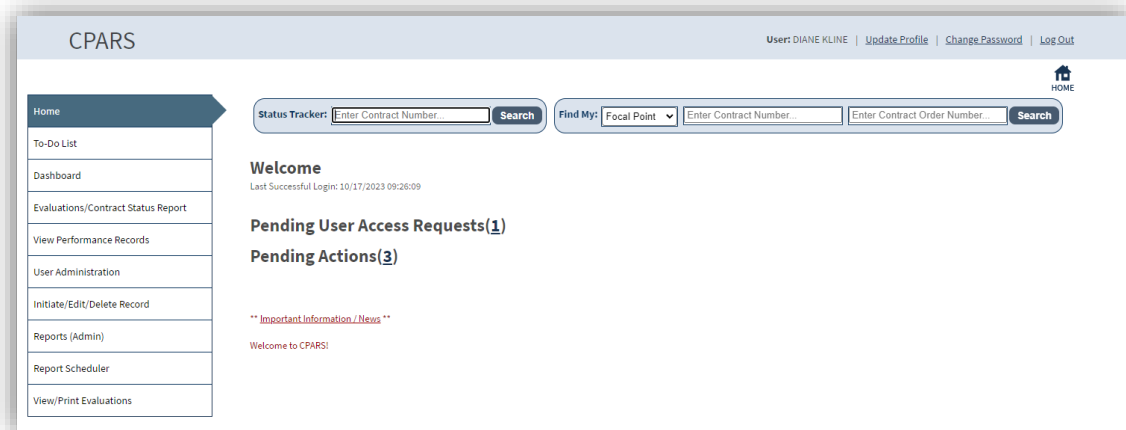 CPARS
User: DIANE KLINE | Update Profile | Change Password | Log Out
HOME
Status Tracker: Enter Contract Number... Search Find My: Focal Point Enter Contract Number... Enter Contract Order Number... Search
Home
To-Do List
Dashboard
Evaluations/Contract Status Report
View Performance Records
User Administration
Initiate/Edit/Delete Record
Reports (Admin)
Report Scheduler
View/Print Evaluations
Welcome
Last Successful Login: 10/17/2023 09:26:09
Pending User Access Requests(1)
Pending Actions(3)
** Important Information / News **
Welcome to CPARS!